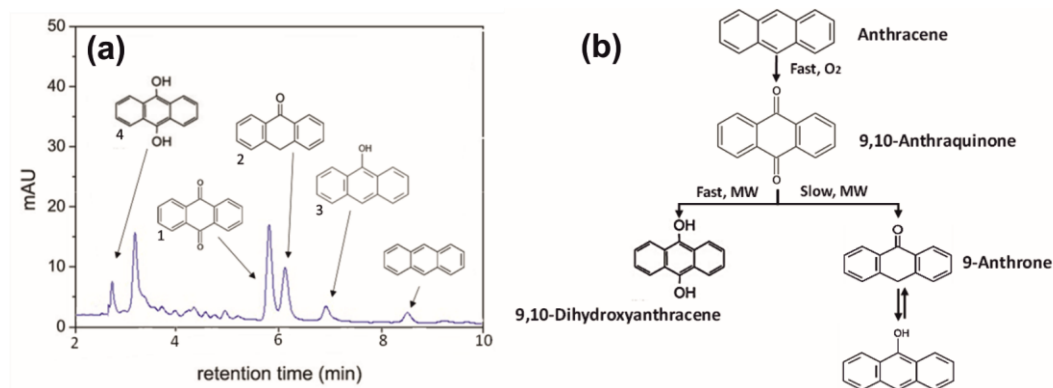 (a)
50
40
30
20
10
0
mAU
2
4
6
8
10
retention time (min)
OH
4
OH
O
2
OH
3
O
1
O
(b)
Anthracene
Fast, O2
O
9,10-Anthraquinone
O
Fast, MW
Slow, MW
OH
O
9-Anthrone
OH
9,10-Dihydroxyanthracene
OH